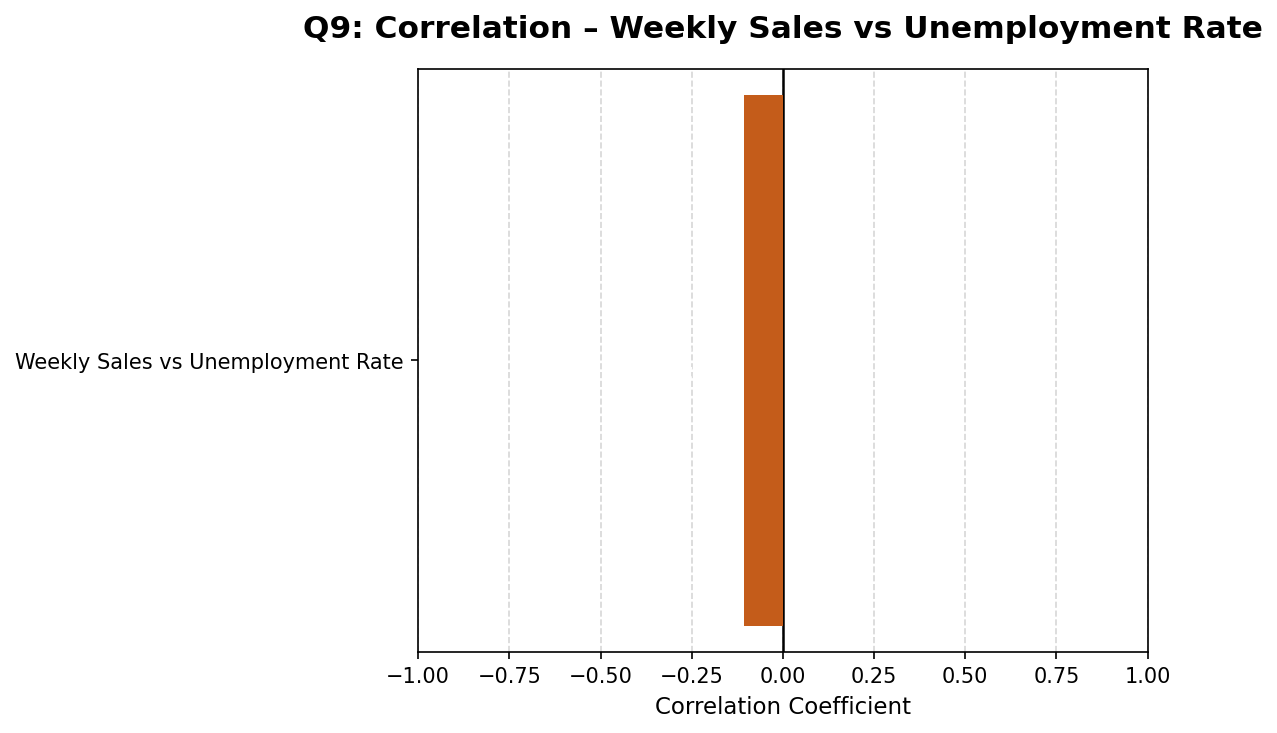 Q9: Correlation – Weekly Sales vs Unemployment Rate
Weekly Sales vs Unemployment Rate
−1.00 −0.75 −0.50 −0.25 0.00 0.25 0.50 0.75 1.00
Correlation Coefficient